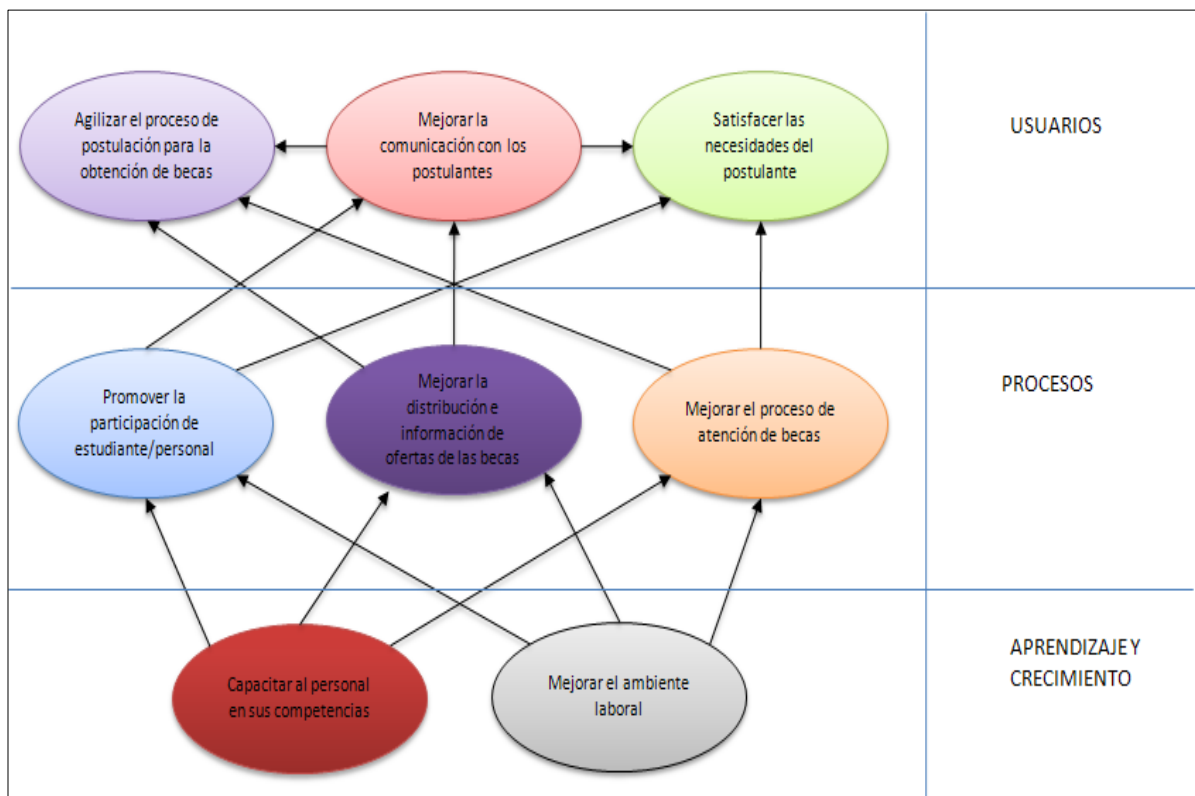 Agilizar el proceso de
postulación para la
obtención de becas
Mejorar la
comunicación con los
postulantes
Satisfacer las
necesidades del
postulante
USUARIOS
Promover la
participación de
estudiante/personal
Mejorar la
distribución e
información de
ofertas de las becas
Mejorar el proceso de
atención de becas
PROCESOS
Capacitar al personal
en sus competencias
Mejorar el ambiente
laboral
APRENDIZAJE Y
CRECIMIENTO